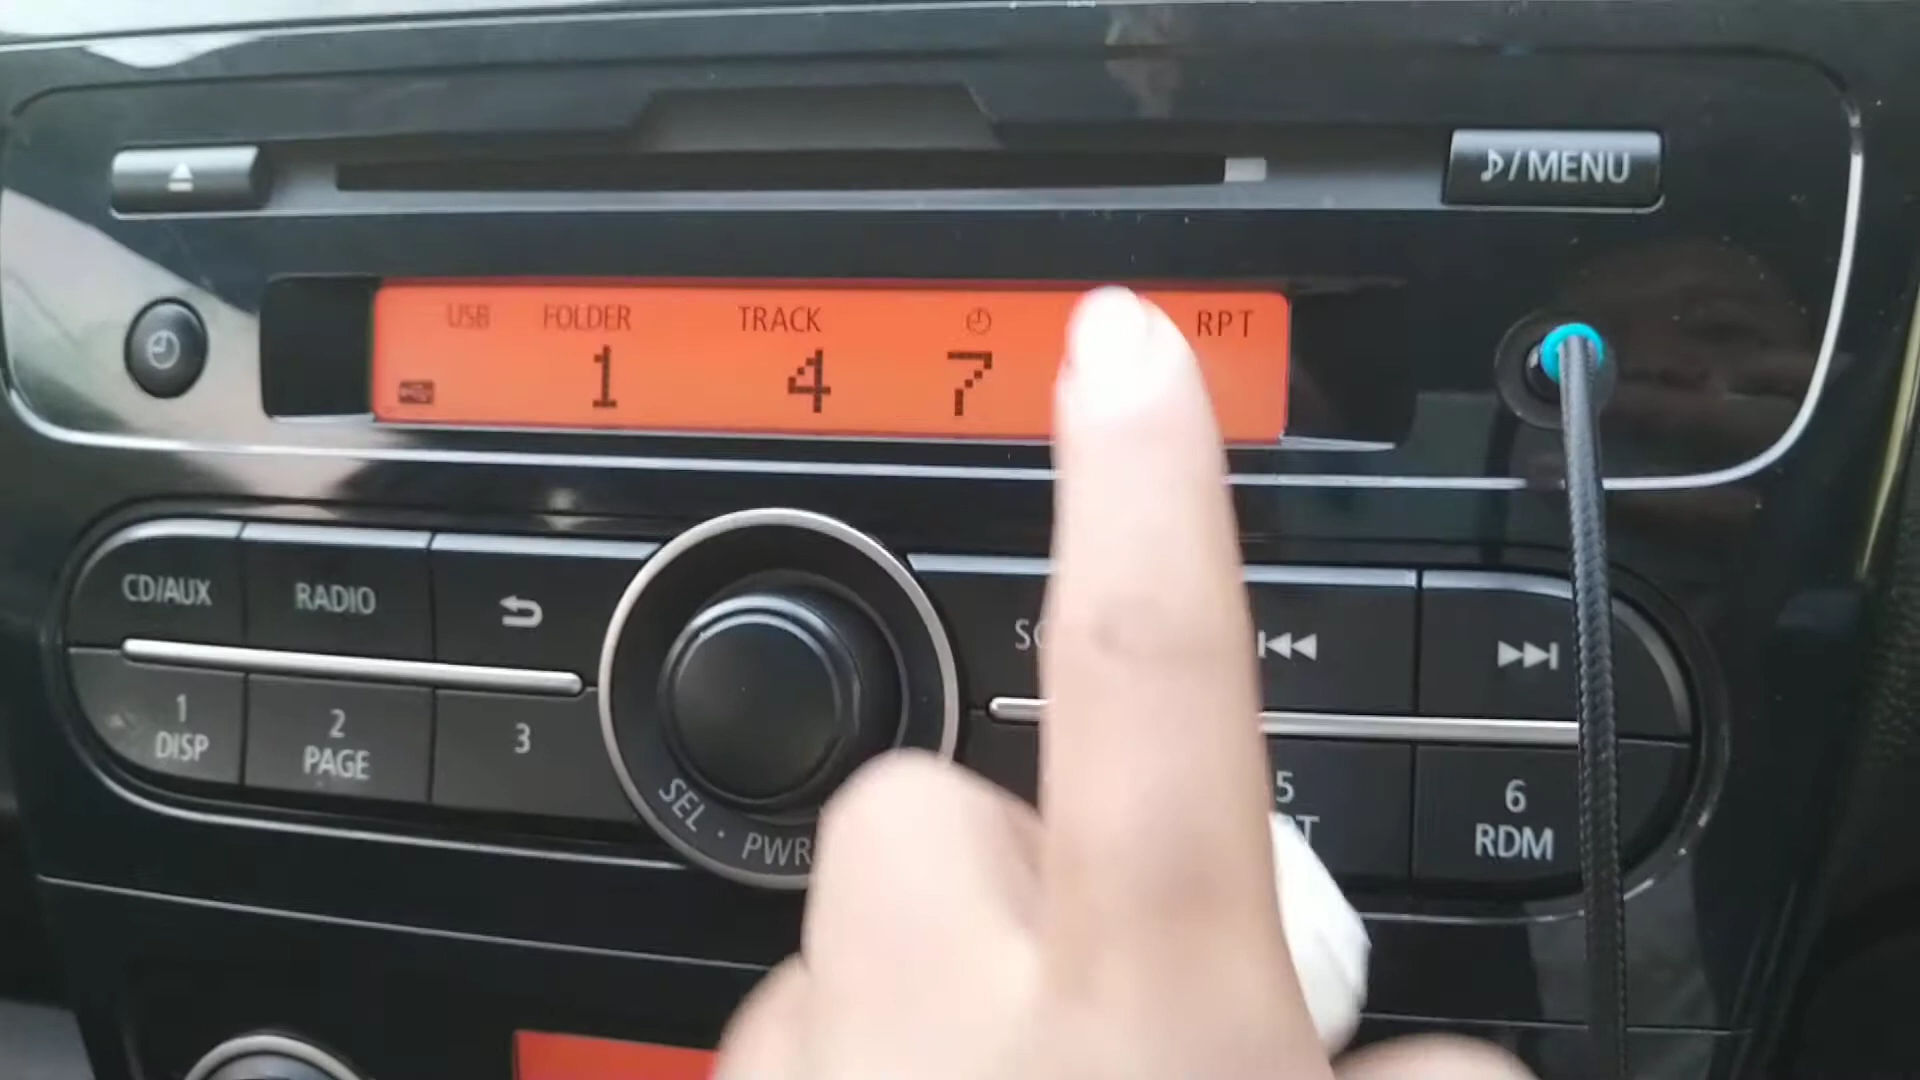 /MENU
USB FOLDER TRACK RPT
1 4 7
CD/AUX RADIO
1 2 3 5 6
DISP PAGE RDM
SEL · PWR